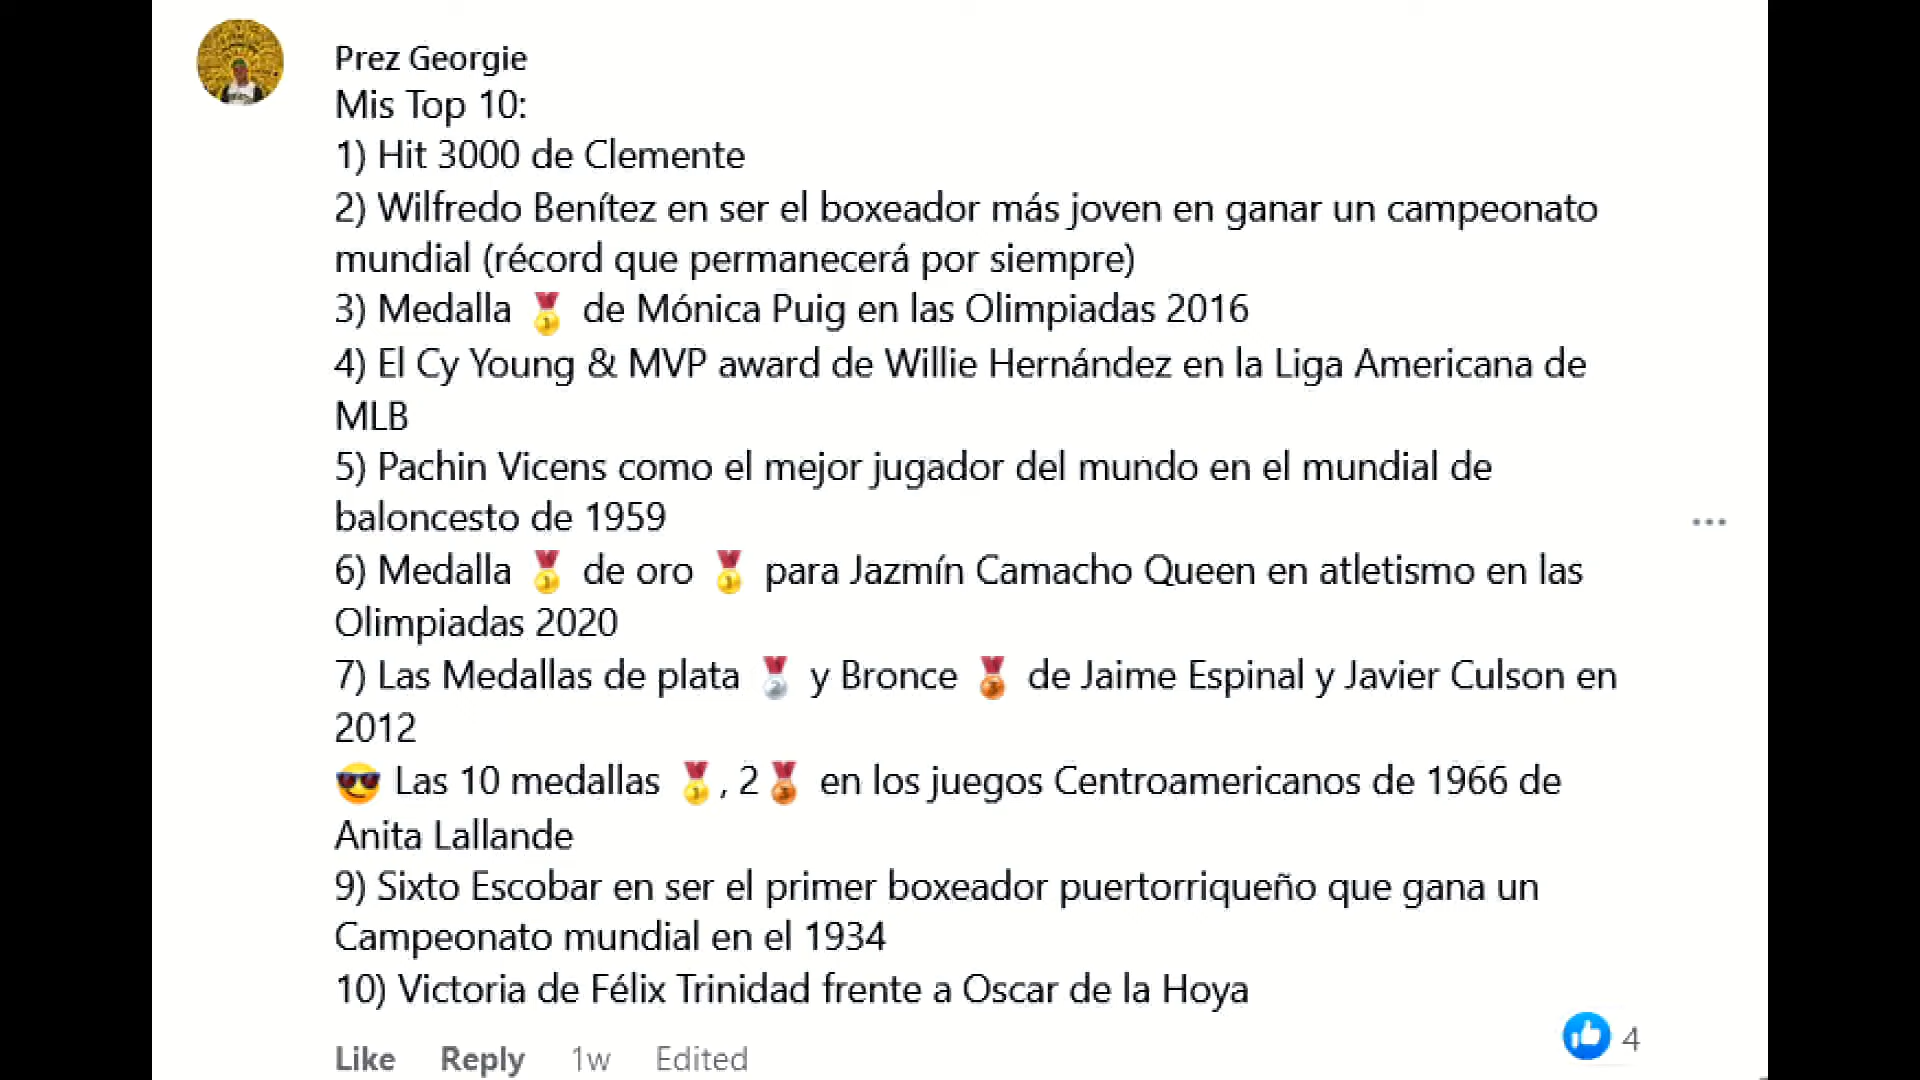 Prez Georgie
Mis Top 10:
1) Hit 3000 de Clemente
2) Wilfredo Benítez en ser el boxeador más joven en ganar un campeonato
mundial (récord que permanecerá por siempre)
3) Medalla 🥇 de Mónica Puig en las Olimpiadas 2016
4) El Cy Young & MVP award de Willie Hernández en la Liga Americana de
MLB
5) Pachin Vicens como el mejor jugador del mundo en el mundial de
baloncesto de 1959
6) Medalla 🥇 de oro 🥇 para Jazmín Camacho Queen en atletismo en las
Olimpiadas 2020
7) Las Medallas de plata 🥈 y Bronce 🥉 de Jaime Espinal y Javier Culson en
2012
😎 Las 10 medallas 🥇, 2🥉 en los juegos Centroamericanos de 1966 de
Anita Lallande
9) Sixto Escobar en ser el primer boxeador puertorriqueño que gana un
Campeonato mundial en el 1934
10) Victoria de Félix Trinidad frente a Oscar de la Hoya
Like Reply 1w Edited 4